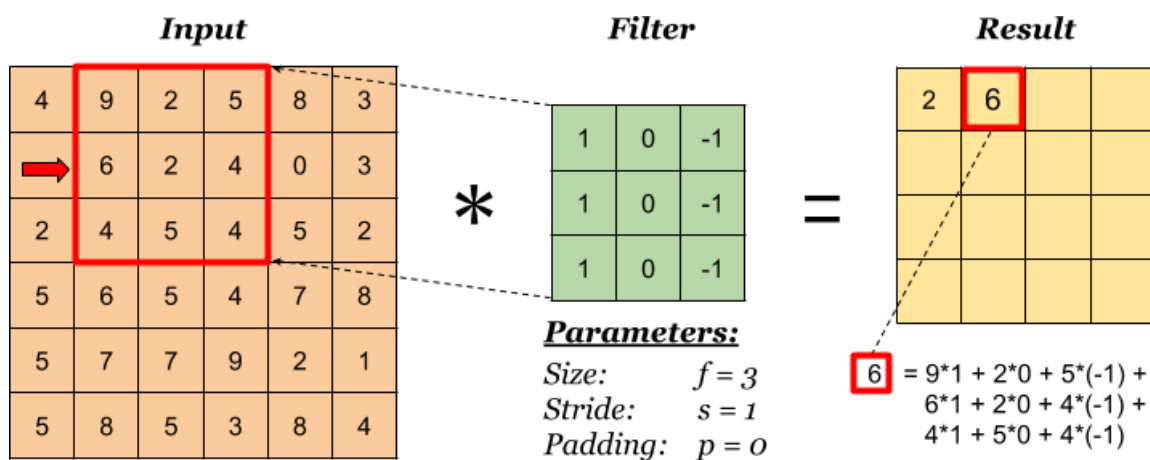 Input Filter Result
4 9 2 5 8 3
6 2 4 0 3
2 4 5 4 5 2
5 6 5 4 7 8
5 7 7 9 2 1
5 8 5 3 8 4
*
1 0 -1
1 0 -1
1 0 -1
=
2 6
Parameters:
Size: f = 3
Stride: s = 1
Padding: p = 0
6 = 9*1 + 2*0 + 5*(-1) +
6*1 + 2*0 + 4*(-1) +
4*1 + 5*0 + 4*(-1)